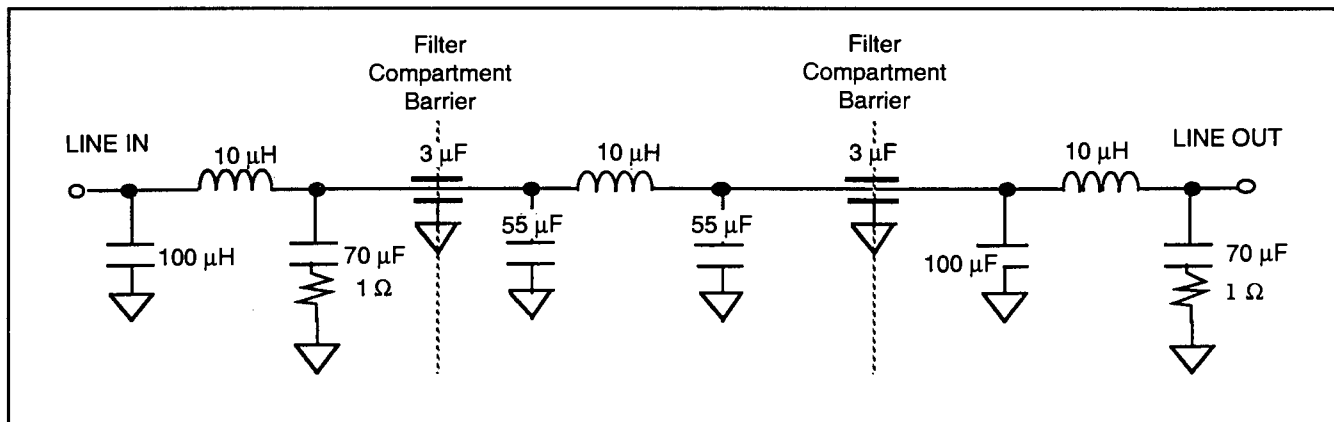 Filter
Compartment
Barrier
Filter
Compartment
Barrier
LINE IN
10 μH
3 μF
10 μH
3 μF
10 μH
LINE OUT
100 μH
70 μF
1 Ω
55 μF
55 μF
100 μF
70 μF
1 Ω